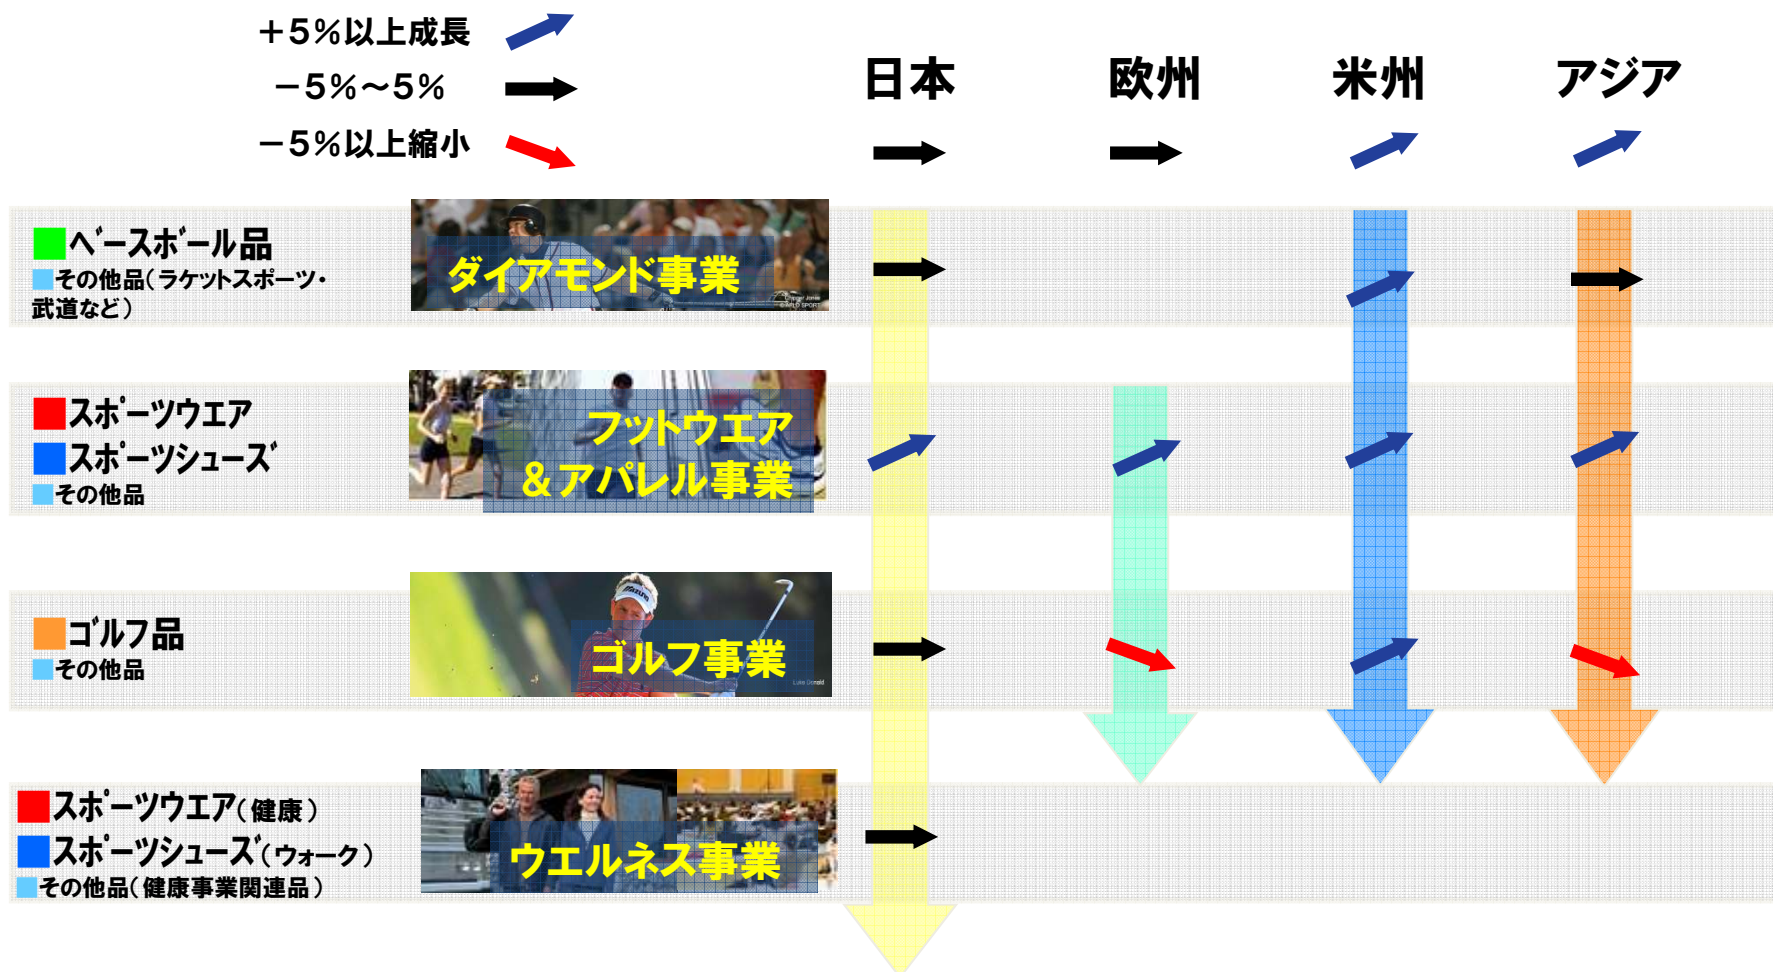 +5%以上成長
-5%~5%
-5%以上縮小
日本
欧州
米州
アジア
ベースボール品
その他品(ラケットスポーツ・
武道など)
ダイアモンド事業
スポーツウエア
スポーツシューズ
その他品
フットウエア
&アパレル事業
ゴルフ品
その他品
mizuno
ゴルフ事業
Luke Donald
スポーツウエア(健康)
スポーツシューズ(ウォーク)
その他品(健康事業関連品)
ウエルネス事業